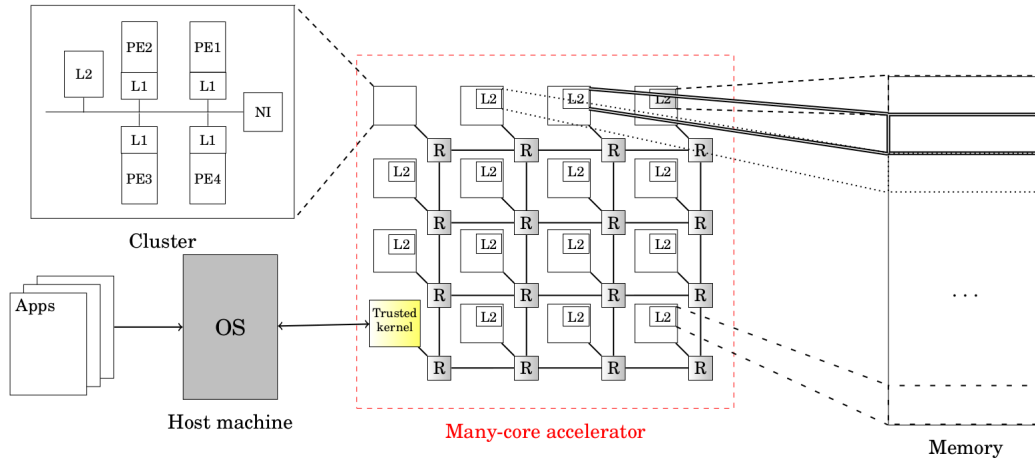 PE2 PE1
L2
L1 L1
NI
L1 L1
PE3 PE4
Cluster
Apps
OS
Host machine
L2 L2 L2
R R R R
L2 L2 L2 L2
R R R R
L2 L2 L2 L2
R R R R
Trusted
kernel
L2 L2 L2
R R R R
Many-core accelerator
...
Memory